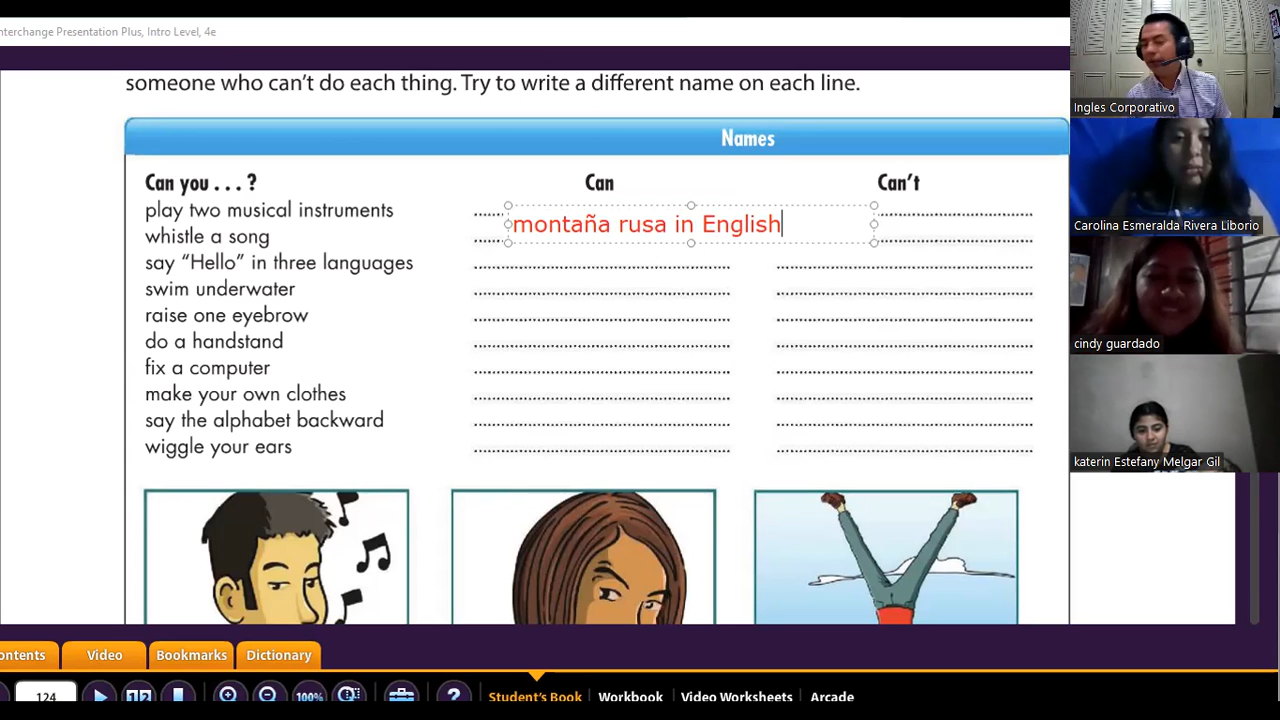 nterchange Presentation Plus, Intro Level, 4e
someone who can't do each thing. Try to write a different name on each line.
Names
Can you . . . ?
Can
Can't
play two musical instruments
montaña rusa in English
whistle a song
say "Hello" in three languages
swim underwater
raise one eyebrow
do a handstand
fix a computer
make your own clothes
say the alphabet backward
wiggle your ears
Ingles Corporativo
Carolina Esmeralda Rivera Liborio
cindy guardado
katerin Estefany Melgar Gil
ontents
Video
Bookmarks
Dictionary
124
12
100%
?
Student's Book
Workbook
Video Worksheets
Arcade